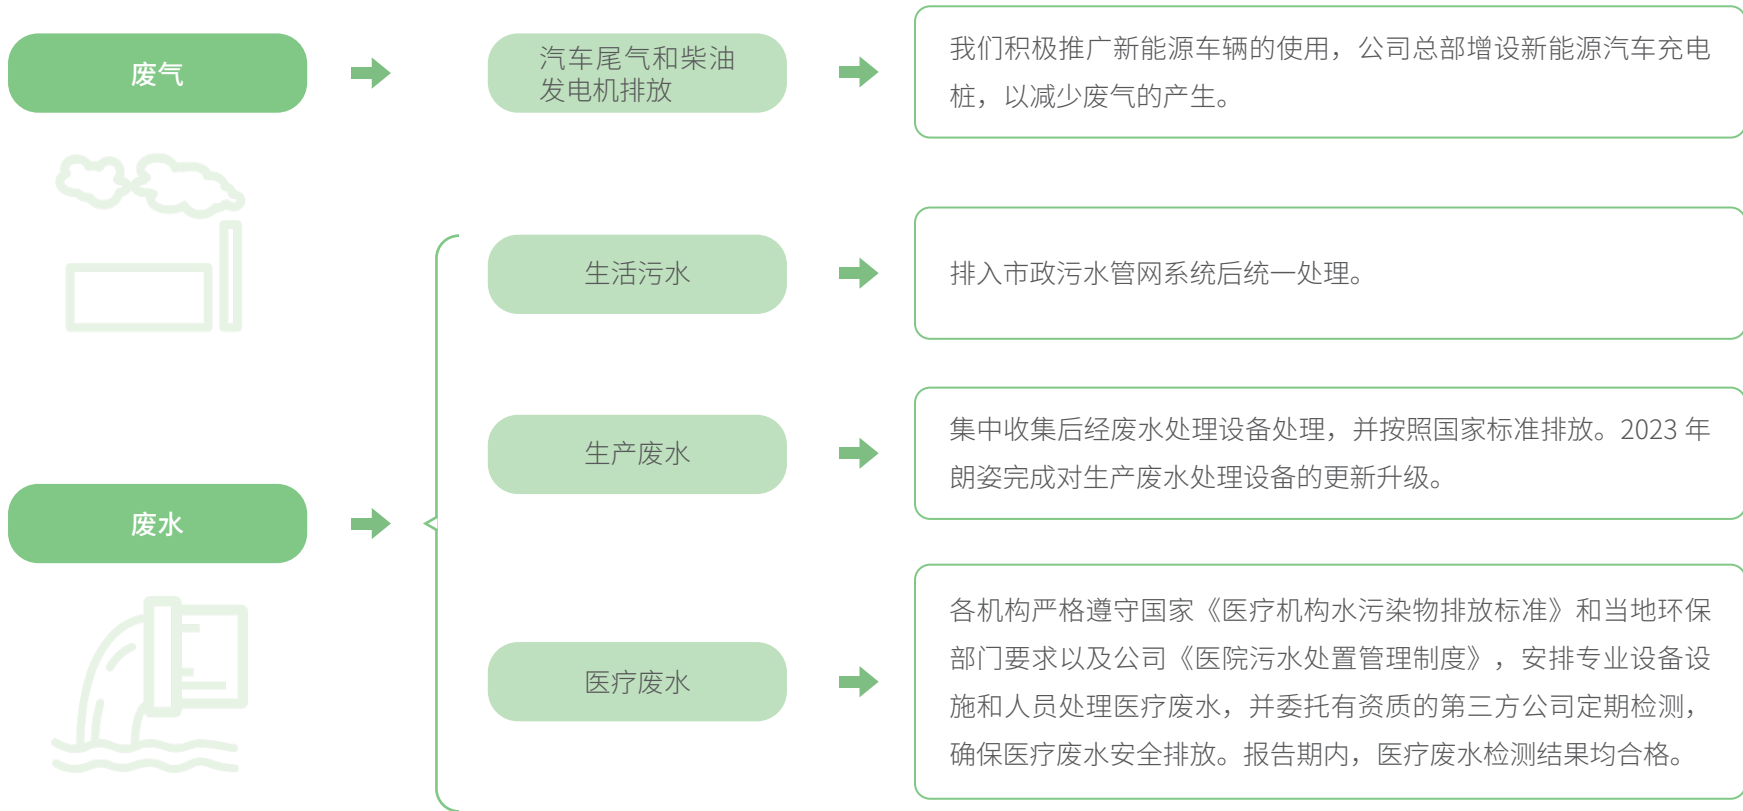 废气
汽车尾气和柴油
发电机排放
我们积极推广新能源车辆的使用，公司总部增设新能源汽车充电
桩，以减少废气的产生。
生活污水
排入市政污水管网系统后统一处理。
生产废水
集中收集后经废水处理设备处理，并按照国家标准排放。2023 年
朗姿完成对生产废水处理设备的更新升级。
废水
医疗废水
各机构严格遵守国家《医疗机构水污染物排放标准》和当地环保
部门要求以及公司《医院污水处置管理制度》，安排专业设备设
施和人员处理医疗废水，并委托有资质的第三方公司定期检测，
确保医疗废水安全排放。报告期内，医疗废水检测结果均合格。